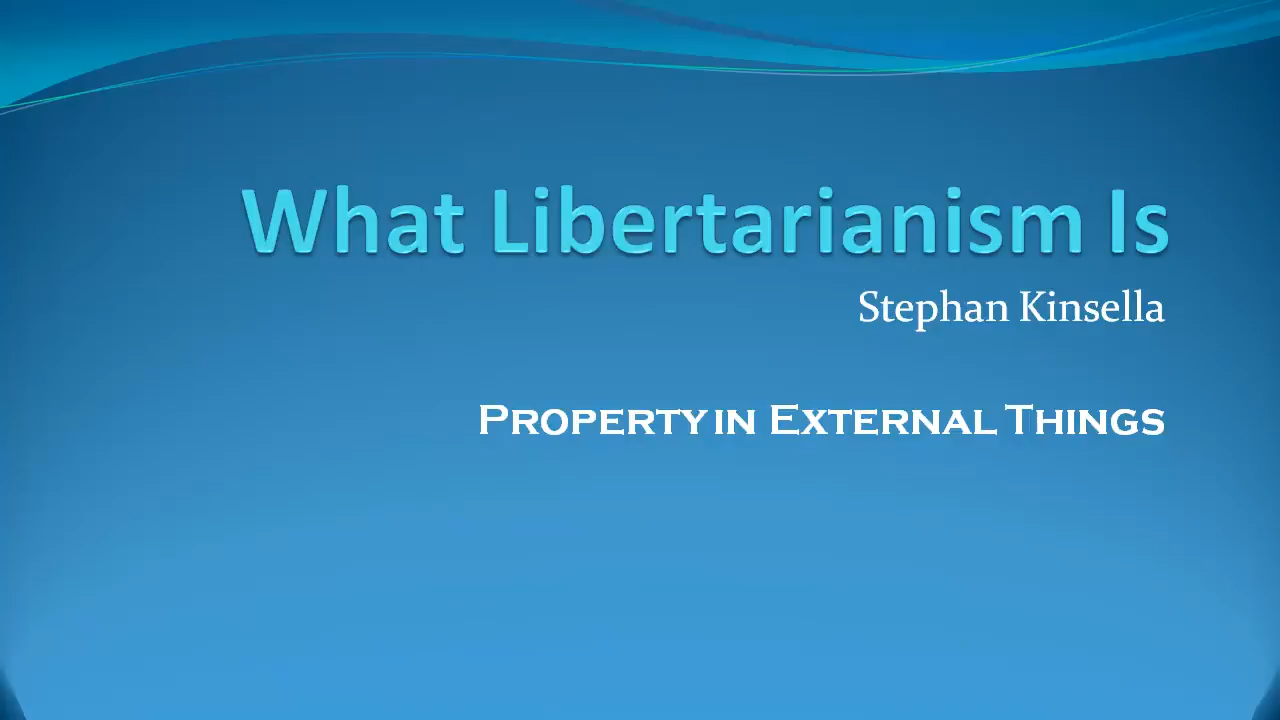 What Libertarianism Is
Stephan Kinsella
Property in External Things